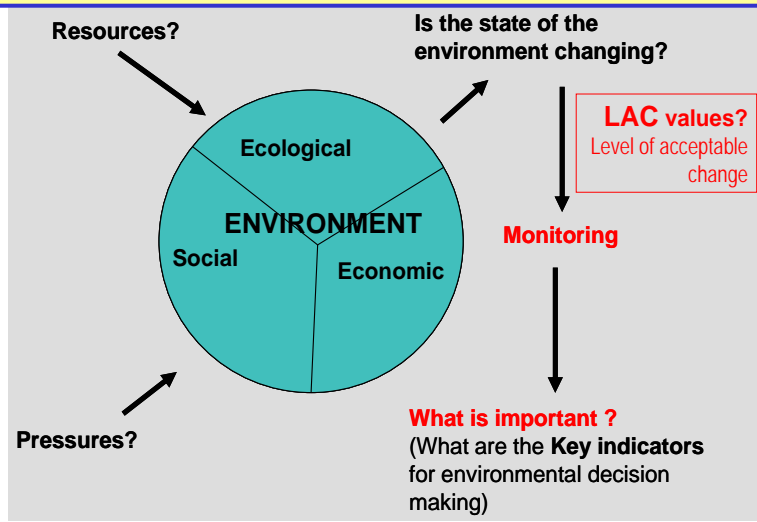 Resources?
Is the state of the
environment changing?
LAC values?
Level of acceptable
change
Ecological
ENVIRONMENT
Social
Economic
Monitoring
Pressures?
What is important ?
(What are the Key indicators
for environmental decision
making)